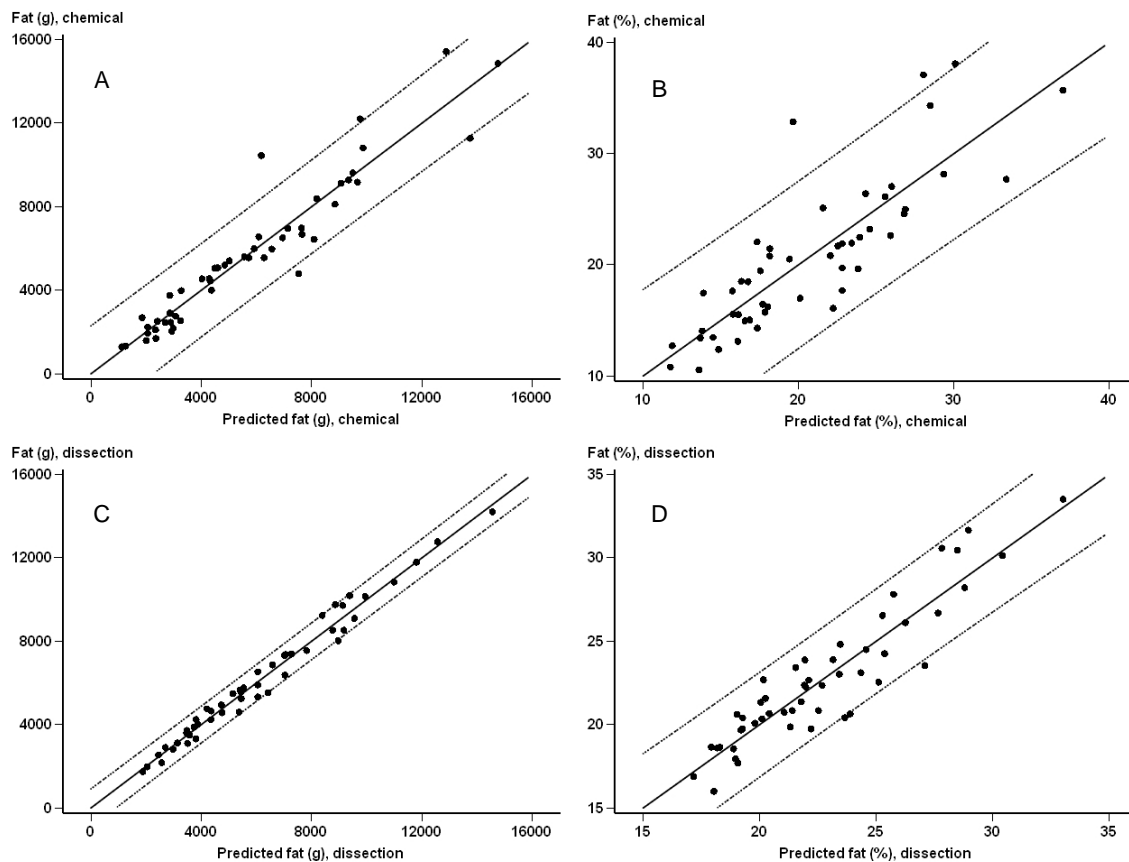 Fat (g), chemical
16000
12000
8000
4000
0
A
0 4000 8000 12000 16000
Predicted fat (g), chemical
Fat (%), chemical
40
30
20
10
B
10 20 30 40
Predicted fat (%), chemical
Fat (g), dissection
16000
12000
8000
4000
0
C
0 4000 8000 12000 16000
Predicted fat (g), dissection
Fat (%), dissection
35
30
25
20
15
D
15 20 25 30 35
Predicted fat (%), dissection